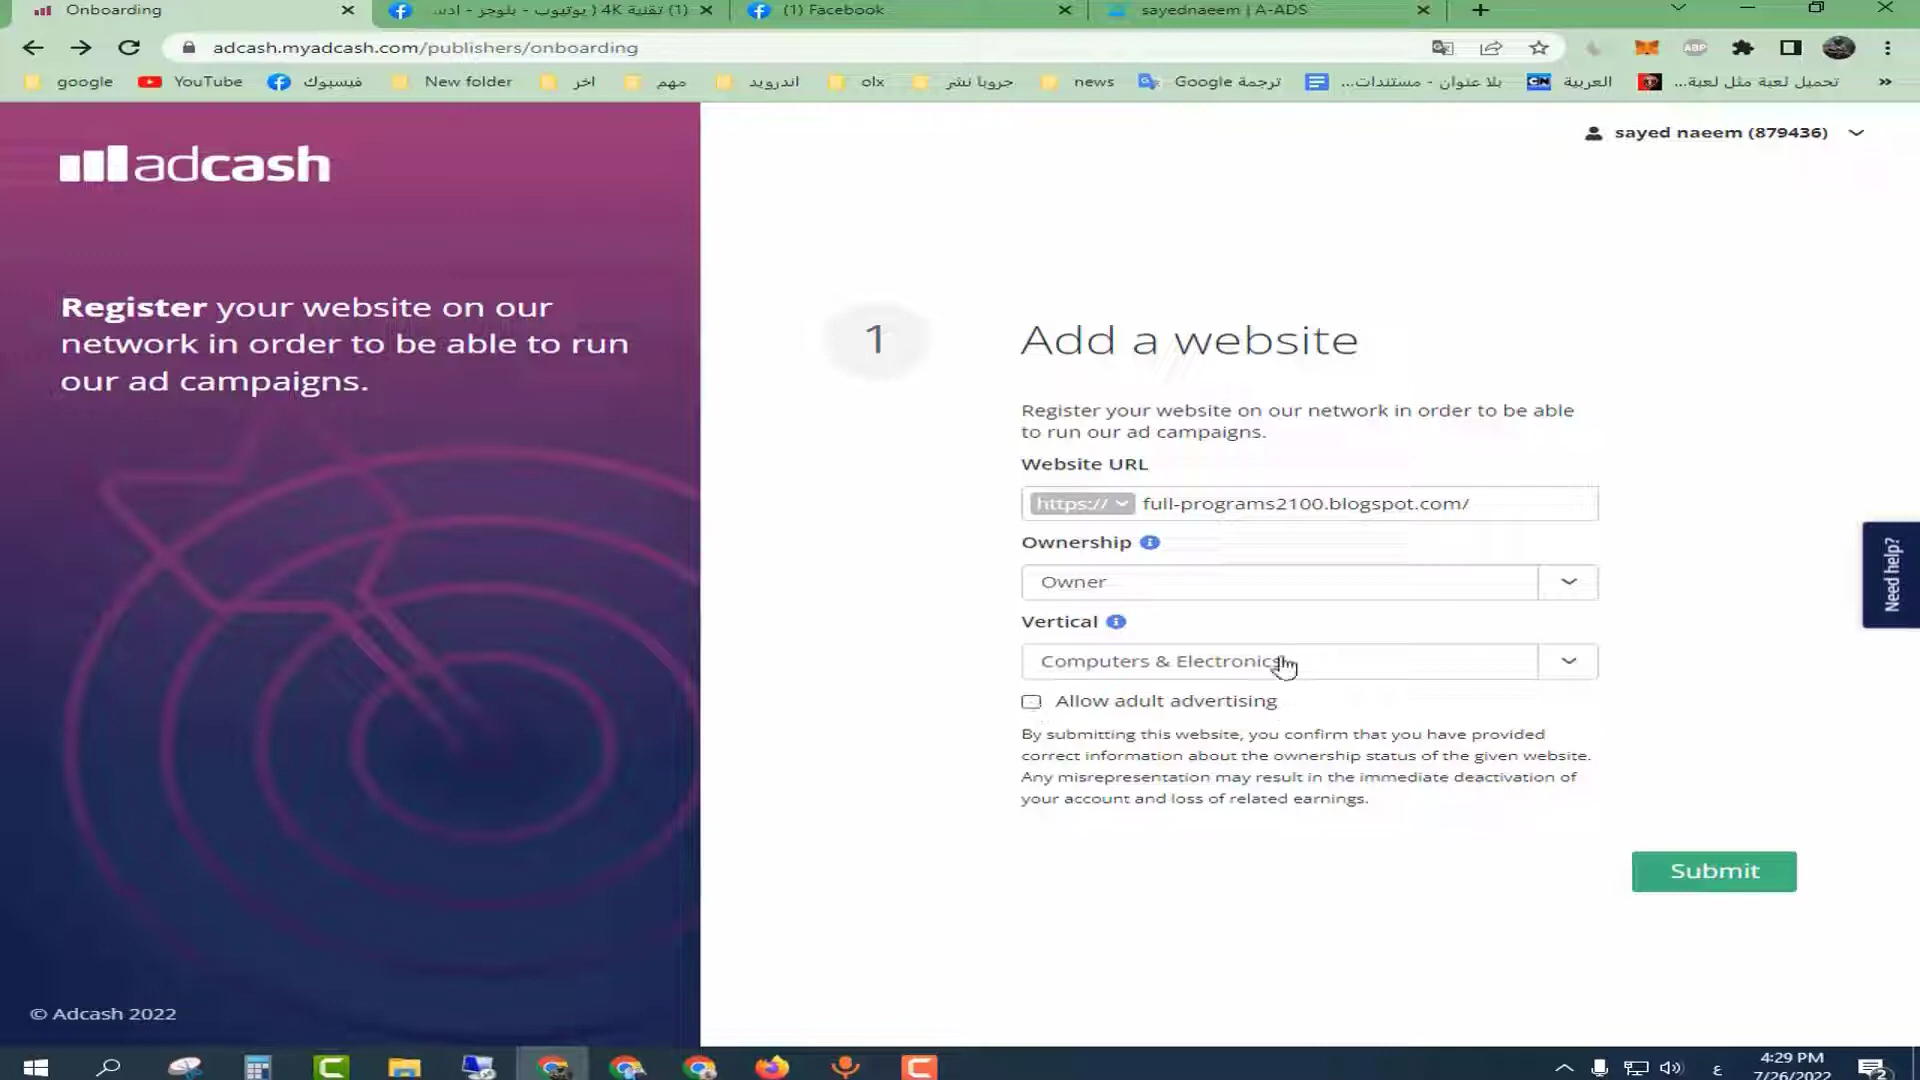 Onboarding
(1) تقنية 4K ( يوتيوب - بلوجز - ادس...
(1) Facebook
sayednaeem | A-ADS
adcash.myadcash.com/publishers/onboarding
ABP
google
YouTube
فيسبوك
New folder
اخر
مهم
اندرويد
olx
جروبا نشر
news
ترجمة Google
بلا عنوان - مستندات...
العربية
تحميل لعبة مثل لعبة...
»
sayed naeem (879436)
adcash
Register your website on our
network in order to be able to run
our ad campaigns.
1
Add a website
Register your website on our network in order to be able
to run our ad campaigns.
Website URL
https:// full-programs2100.blogspot.com/
Ownership
Owner
Vertical
Computers & Electronics
Allow adult advertising
By submitting this website, you confirm that you have provided
correct information about the ownership status of the given website.
Any misrepresentation may result in the immediate deactivation of
your account and loss of related earnings.
Submit
Need help?
© Adcash 2022
ع
4:29 PM
7/26/2022
2